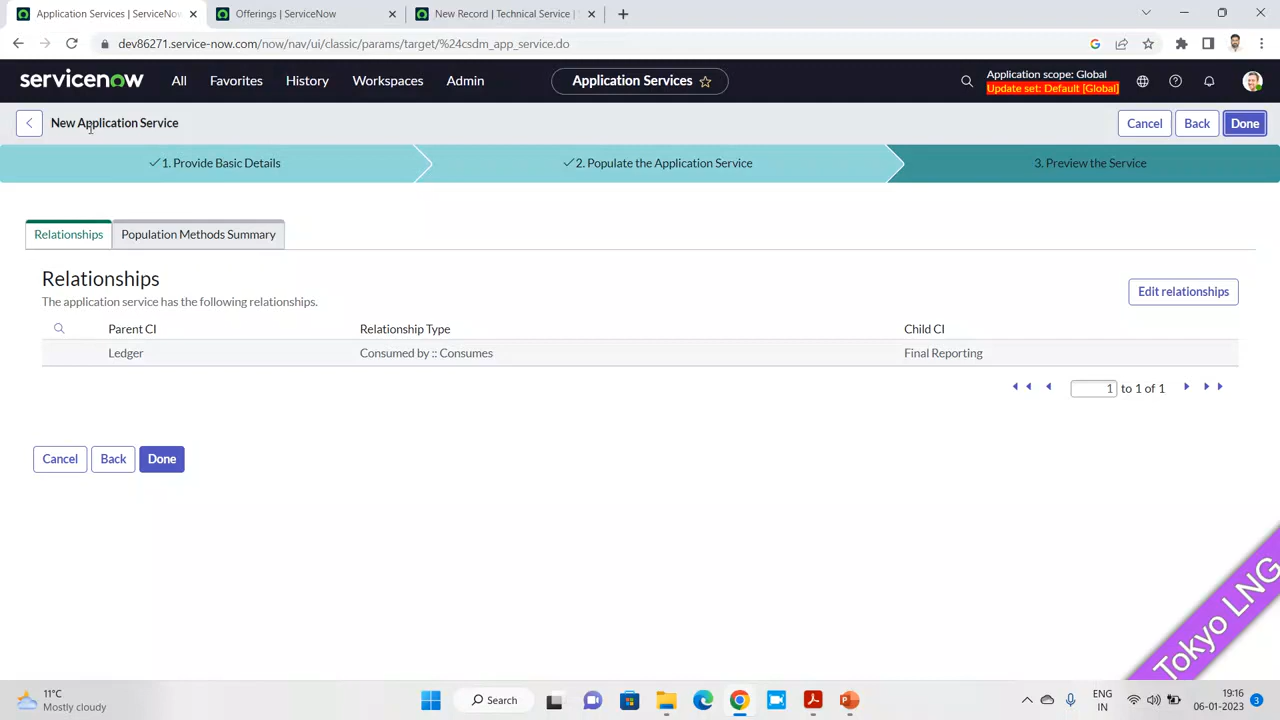 Application Services | ServiceNow
Offerings | ServiceNow
New Record | Technical Service |
dev86271.service-now.com/now/nav/ui/classic/params/target/%24csdm_app_service.do
servicenow
All
Favorites
History
Workspaces
Admin
Application Services
Application scope: Global
Update set: Default [Global]
New Application Service
Cancel
Back
Done
1. Provide Basic Details
2. Populate the Application Service
3. Preview the Service
Relationships
Population Methods Summary
Relationships
The application service has the following relationships.
Edit relationships
Parent CI
Relationship Type
Child CI
Ledger
Consumed by :: Consumes
Final Reporting
1 to 1 of 1
Cancel
Back
Done
Tokyo LNG
11°C
Mostly cloudy
Search
ENG
IN
19:16
06-01-2023
3